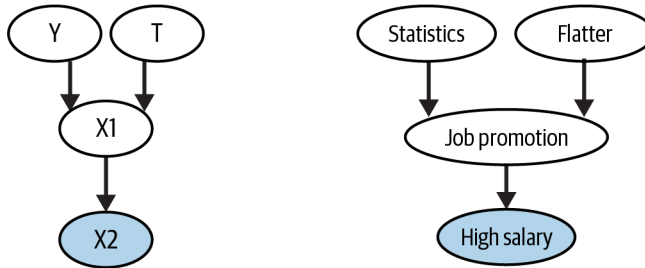 Y
T
X1
X2
Statistics
Flatter
Job promotion
High salary